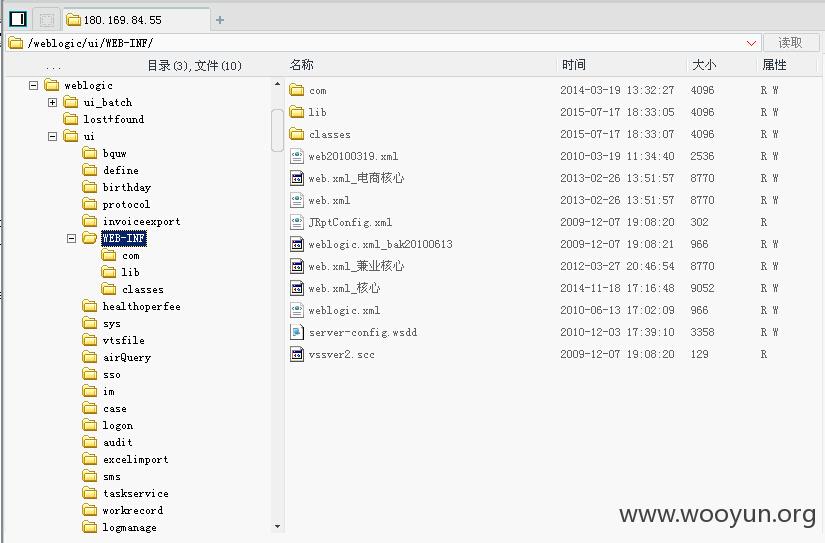 180.169.84.55
/weblogic/ui/WEB-INF/
读取
... 目录(3),文件(10)
名称 时间 大小 属性
weblogic
ui_batch
lost+found
ui
bquw
define
birthday
protocol
invoiceexport
WEB-INF
com
lib
classes
healthoperfee
sys
vtsfile
airQuery
sso
im
case
logon
audit
excelimport
sms
taskservice
workrecord
logmanage
com 2014-03-19 13:32:27 4096 R W
lib 2015-07-17 18:33:05 4096 R W
classes 2015-07-17 18:33:07 4096 R W
web20100319.xml 2010-03-19 11:34:40 2536 R W
web.xml_电商核心 2013-02-26 13:51:57 8770 R W
web.xml 2013-02-26 13:51:57 8770 R W
JRptConfig.xml 2009-12-07 19:08:20 302 R
weblogic.xml_bak20100613 2009-12-07 19:08:21 966 R W
web.xml_兼业核心 2012-03-27 20:46:54 8770 R W
web.xml_核心 2014-11-18 17:16:48 9052 R W
weblogic.xml 2010-06-13 17:02:09 966 R W
server-config.wsdd 2010-12-03 17:39:10 3358 R W
vssver2.scc 2009-12-07 19:08:20 129 R
www.wooyun.org